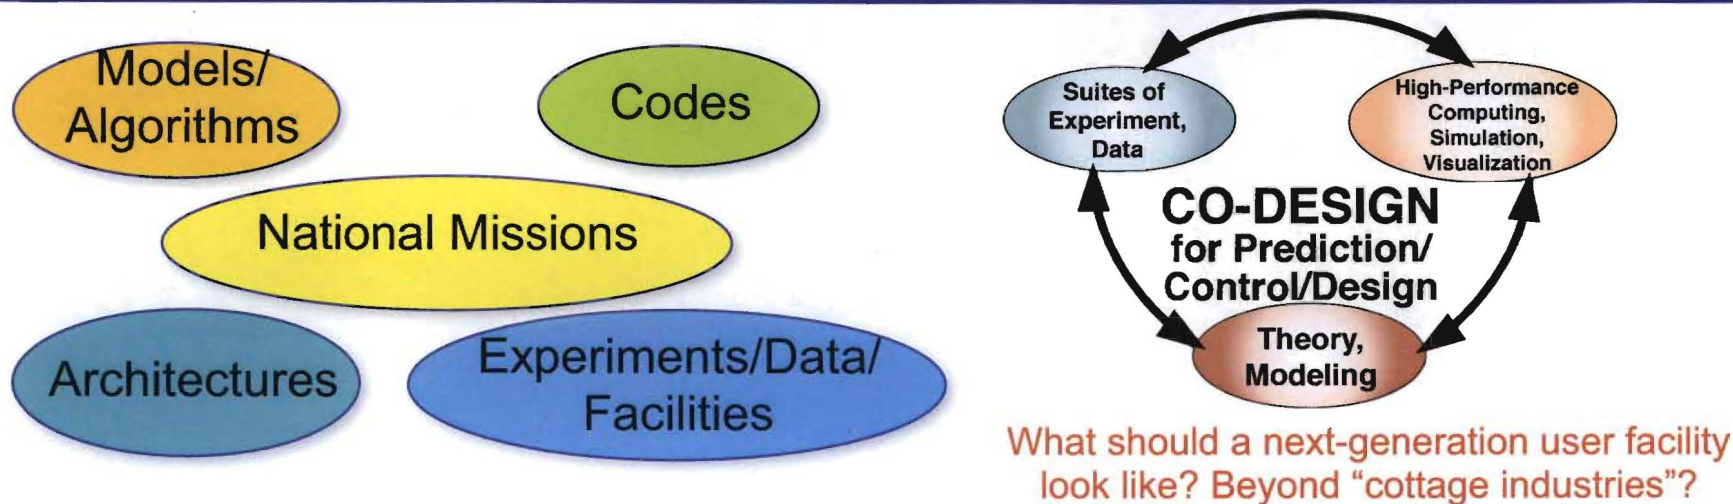 Models/
Algorithms
Codes
National Missions
Architectures
Experiments/Data/
Facilities
Suites of
Experiment,
Data
High-Performance
Computing,
Simulation,
Visualization
CO-DESIGN
for Prediction/
Control/Design
Theory,
Modeling
What should a next-generation user facility
look like? Beyond “cottage industries”?